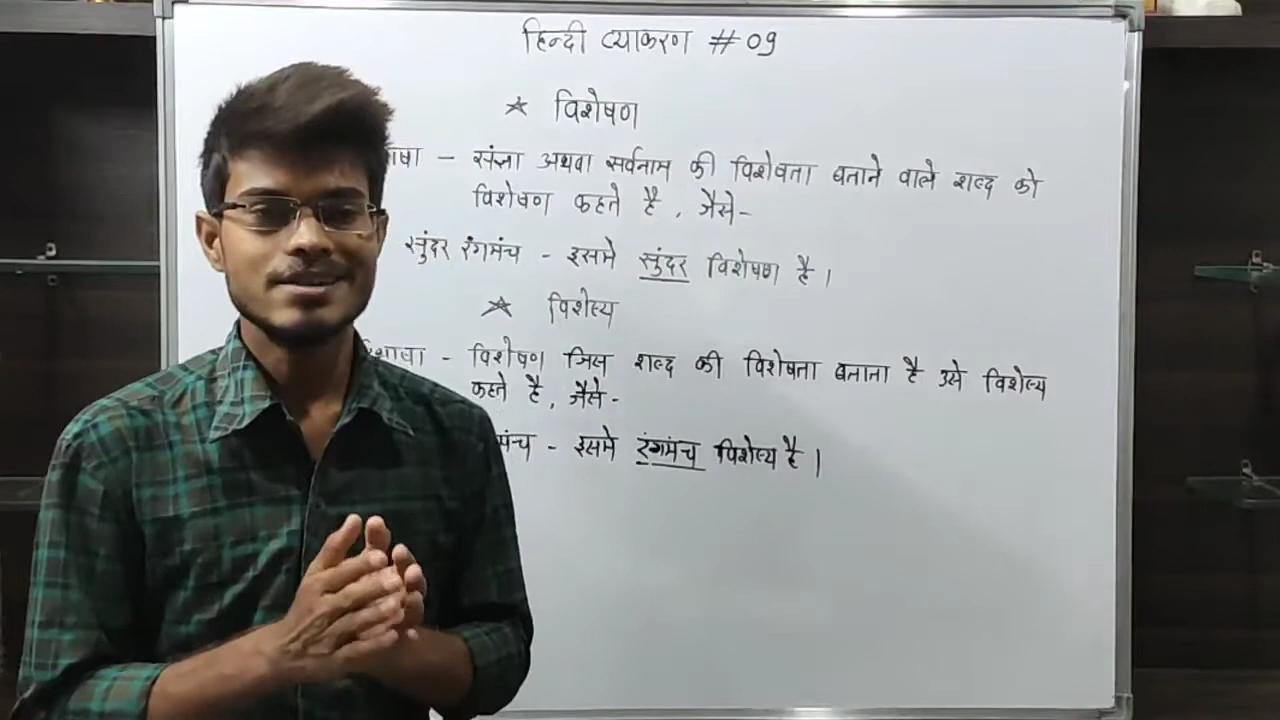 हिन्दी व्याकरण # 09
★ विशेषण
भाषा – संज्ञा अथवा सर्वनाम की विशेषता बताने वाले शब्द को
विशेषण कहते है, जैसे-
सुंदर रंगमंच - इसमे सुंदर विशेषण है।
★ विशेष्य
भाषा - विशेषण जिस शब्द की विशेषता बताता है उसे विशेष्य
कहते है, जैसे-
मंच - इसमे रंगमंच विशेष्य है।